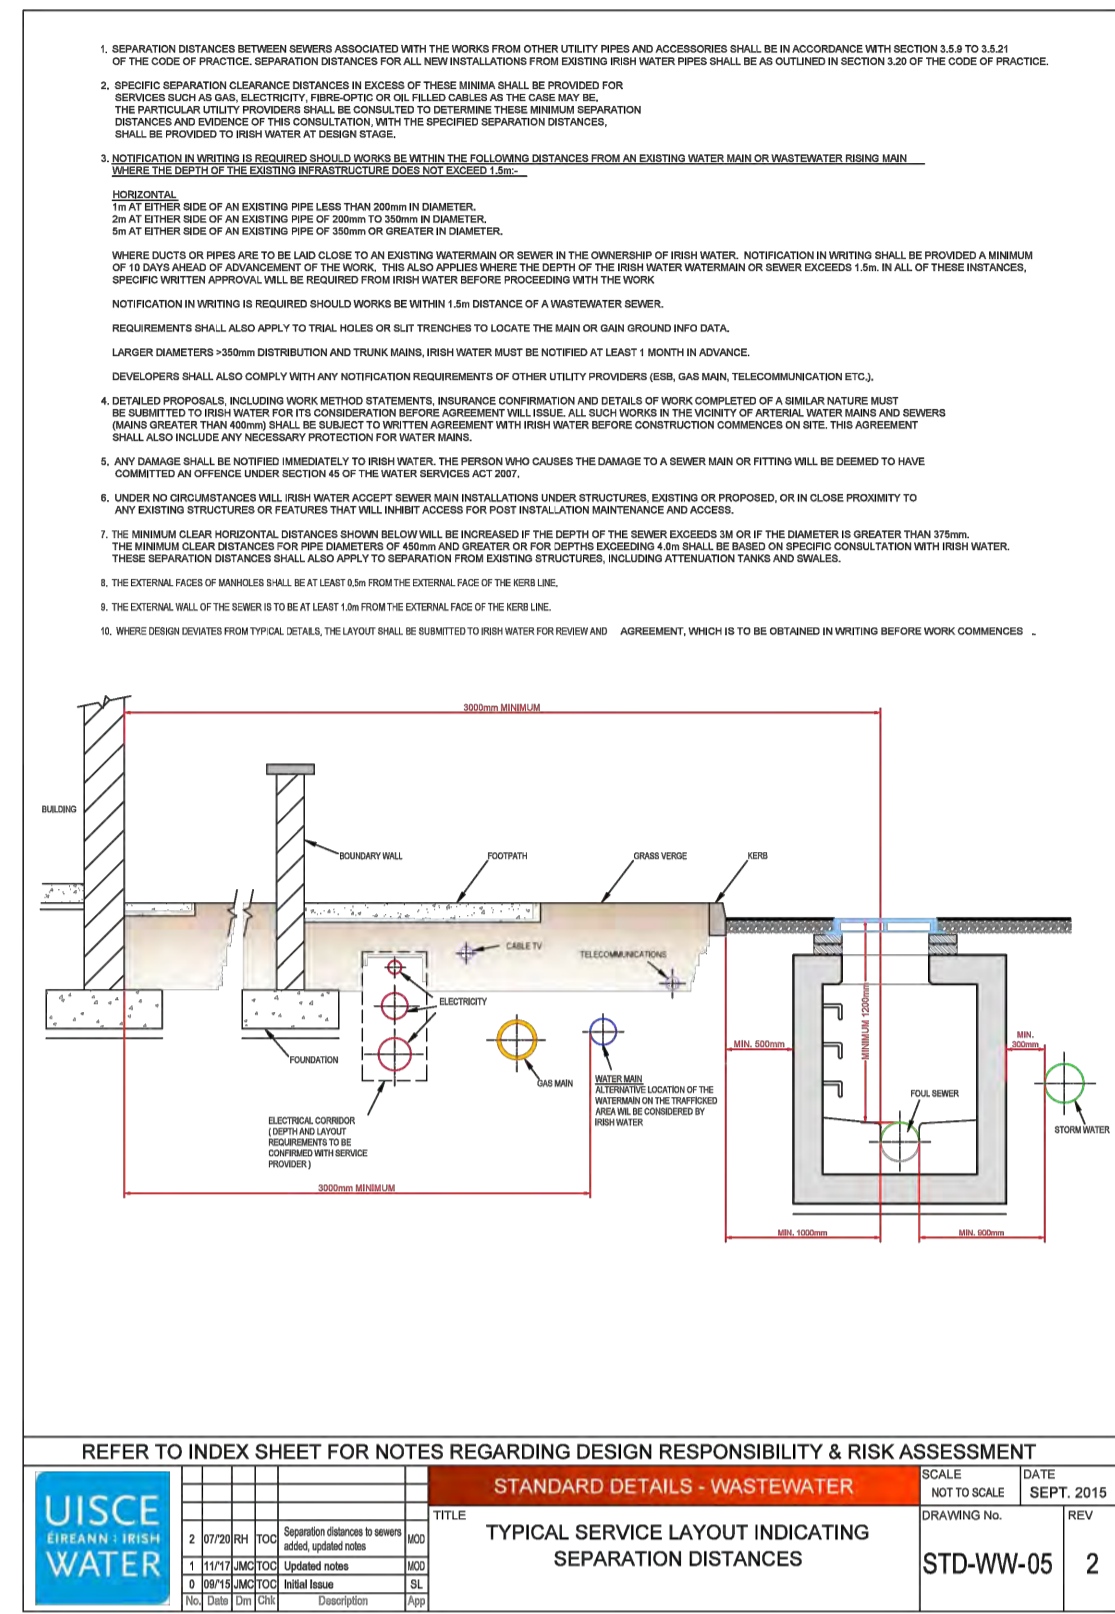 1. SEPARATION DISTANCES BETWEEN SEWERS ASSOCIATED WITH THE WORKS FROM OTHER UTILITY PIPES AND ACCESSORIES SHALL BE IN ACCORDANCE WITH SECTION 3.5.9 TO 3.5.21
OF THE CODE OF PRACTICE. SEPARATION DISTANCES FOR ALL NEW INSTALLATIONS FROM EXISTING IRISH WATER PIPES SHALL BE AS OUTLINED IN SECTION 3.20 OF THE CODE OF PRACTICE.
2. SPECIFIC SEPARATION CLEARANCE DISTANCES IN EXCESS OF THESE MINIMA SHALL BE PROVIDED FOR
SERVICES SUCH AS GAS, ELECTRICITY, FIBRE-OPTIC OR OIL FILLED CABLES AS THE CASE MAY BE.
THE PARTICULAR UTILITY PROVIDERS SHALL BE CONSULTED TO DETERMINE THESE MINIMUM SEPARATION
DISTANCES AND EVIDENCE OF THIS CONSULTATION, WITH THE SPECIFIED SEPARATION DISTANCES,
SHALL BE PROVIDED TO IRISH WATER AT DESIGN STAGE.
3. NOTIFICATION IN WRITING IS REQUIRED SHOULD WORKS BE WITHIN THE FOLLOWING DISTANCES FROM AN EXISTING WATER MAIN OR WASTEWATER RISING MAIN
WHERE THE DEPTH OF THE EXISTING INFRASTRUCTURE DOES NOT EXCEED 1.5m:-
HORIZONTAL
1m AT EITHER SIDE OF AN EXISTING PIPE LESS THAN 200mm IN DIAMETER.
2m AT EITHER SIDE OF AN EXISTING PIPE OF 200mm TO 350mm IN DIAMETER.
5m AT EITHER SIDE OF AN EXISTING PIPE OF 350mm OR GREATER IN DIAMETER.
WHERE DUCTS OR PIPES ARE TO BE LAID CLOSE TO AN EXISTING WATERMAIN OR SEWER IN THE OWNERSHIP OF IRISH WATER. NOTIFICATION IN WRITING SHALL BE PROVIDED A MINIMUM
OF 10 DAYS AHEAD OF ADVANCEMENT OF THE WORK. THIS ALSO APPLIES WHERE THE DEPTH OF THE IRISH WATER WATERMAIN OR SEWER EXCEEDS 1.5m. IN ALL OF THESE INSTANCES,
SPECIFIC WRITTEN APPROVAL WILL BE REQUIRED FROM IRISH WATER BEFORE PROCEEDING WITH THE WORK
NOTIFICATION IN WRITING IS REQUIRED SHOULD WORKS BE WITHIN 1.5m DISTANCE OF A WASTEWATER SEWER.
REQUIREMENTS SHALL ALSO APPLY TO TRIAL HOLES OR SLIT TRENCHES TO LOCATE THE MAIN OR GAIN GROUND INFO DATA.
LARGER DIAMETERS >350mm DISTRIBUTION AND TRUNK MAINS, IRISH WATER MUST BE NOTIFIED AT LEAST 1 MONTH IN ADVANCE.
DEVELOPERS SHALL ALSO COMPLY WITH ANY NOTIFICATION REQUIREMENTS OF OTHER UTILITY PROVIDERS (ESB, GAS MAIN, TELECOMMUNICATION ETC.).
4. DETAILED PROPOSALS, INCLUDING WORK METHOD STATEMENTS, INSURANCE CONFIRMATION AND DETAILS OF WORK COMPLETED OF A SIMILAR NATURE MUST
BE SUBMITTED TO IRISH WATER FOR ITS CONSIDERATION BEFORE AGREEMENT WILL ISSUE. ALL SUCH WORKS IN THE VICINITY OF ARTERIAL WATER MAINS AND SEWERS
(MAINS GREATER THAN 400mm) SHALL BE SUBJECT TO WRITTEN AGREEMENT WITH IRISH WATER BEFORE CONSTRUCTION COMMENCES ON SITE. THIS AGREEMENT
SHALL ALSO INCLUDE ANY NECESSARY PROTECTION FOR WATER MAINS.
5. ANY DAMAGE SHALL BE NOTIFIED IMMEDIATELY TO IRISH WATER. THE PERSON WHO CAUSES THE DAMAGE TO A SEWER MAIN OR FITTING WILL BE DEEMED TO HAVE
COMMITTED AN OFFENCE UNDER SECTION 45 OF THE WATER SERVICES ACT 2007.
6. UNDER NO CIRCUMSTANCES WILL IRISH WATER ACCEPT SEWER MAIN INSTALLATIONS UNDER STRUCTURES, EXISTING OR PROPOSED, OR IN CLOSE PROXIMITY TO
ANY EXISTING STRUCTURES OR FEATURES THAT WILL INHIBIT ACCESS FOR POST INSTALLATION MAINTENANCE AND ACCESS.
7. THE MINIMUM CLEAR HORIZONTAL DISTANCES SHOWN BELOW WILL BE INCREASED IF THE DEPTH OF THE SEWER EXCEEDS 3M OR IF THE DIAMETER IS GREATER THAN 375mm.
THE MINIMUM CLEAR DISTANCES FOR PIPE DIAMETERS OF 450mm AND GREATER OR FOR DEPTHS EXCEEDING 4.0m SHALL BE BASED ON SPECIFIC CONSULTATION WITH IRISH WATER.
THESE SEPARATION DISTANCES SHALL ALSO APPLY TO SEPARATION FROM EXISTING STRUCTURES, INCLUDING ATTENUATION TANKS AND SWALES.
8. THE EXTERNAL FACES OF MANHOLES SHALL BE AT LEAST 0.5m FROM THE EXTERNAL FACE OF THE KERB LINE.
9. THE EXTERNAL WALL OF THE SEWER IS TO BE AT LEAST 1.0m FROM THE EXTERNAL FACE OF THE KERB LINE.
10. WHERE DESIGN DEVIATES FROM TYPICAL DETAILS, THE LAYOUT SHALL BE SUBMITTED TO IRISH WATER FOR REVIEW AND AGREEMENT, WHICH IS TO BE OBTAINED IN WRITING BEFORE WORK COMMENCES .
3000mm MINIMUM
BUILDING
BOUNDARY WALL
FOOTPATH
GRASS VERGE
KERB
CABLE TV
TELECOMMUNICATIONS
ELECTRICITY
FOUNDATION
GAS MAIN
WATER MAIN
ALTERNATIVE LOCATION OF THE
WATERMAIN ON THE TRAFFICKED
AREA WIL BE CONSIDERED BY
IRISH WATER
ELECTRICAL CORRIDOR
( DEPTH AND LAYOUT
REQUIREMENTS TO BE
CONFIRMED WITH SERVICE
PROVIDER )
3000mm MINIMUM
MIN. 500mm
MINIMUM 1200mm
MIN.
300mm
FOUL SEWER
STORM WATER
MIN. 1000mm
MIN. 900mm
REFER TO INDEX SHEET FOR NOTES REGARDING DESIGN RESPONSIBILITY & RISK ASSESSMENT
UISCE
ÉIREANN : IRISH
WATER
2 07/20 RH TOC Separation distances to sewers added, updated notes MOD
1 11/17 JMC TOC Updated notes MOD
0 09/15 JMC TOC Initial Issue SL
No. Date Drn Chk Description App
STANDARD DETAILS - WASTEWATER
TITLE
TYPICAL SERVICE LAYOUT INDICATING
SEPARATION DISTANCES
SCALE
NOT TO SCALE
DATE
SEPT. 2015
DRAWING No.
STD-WW-05
REV
2